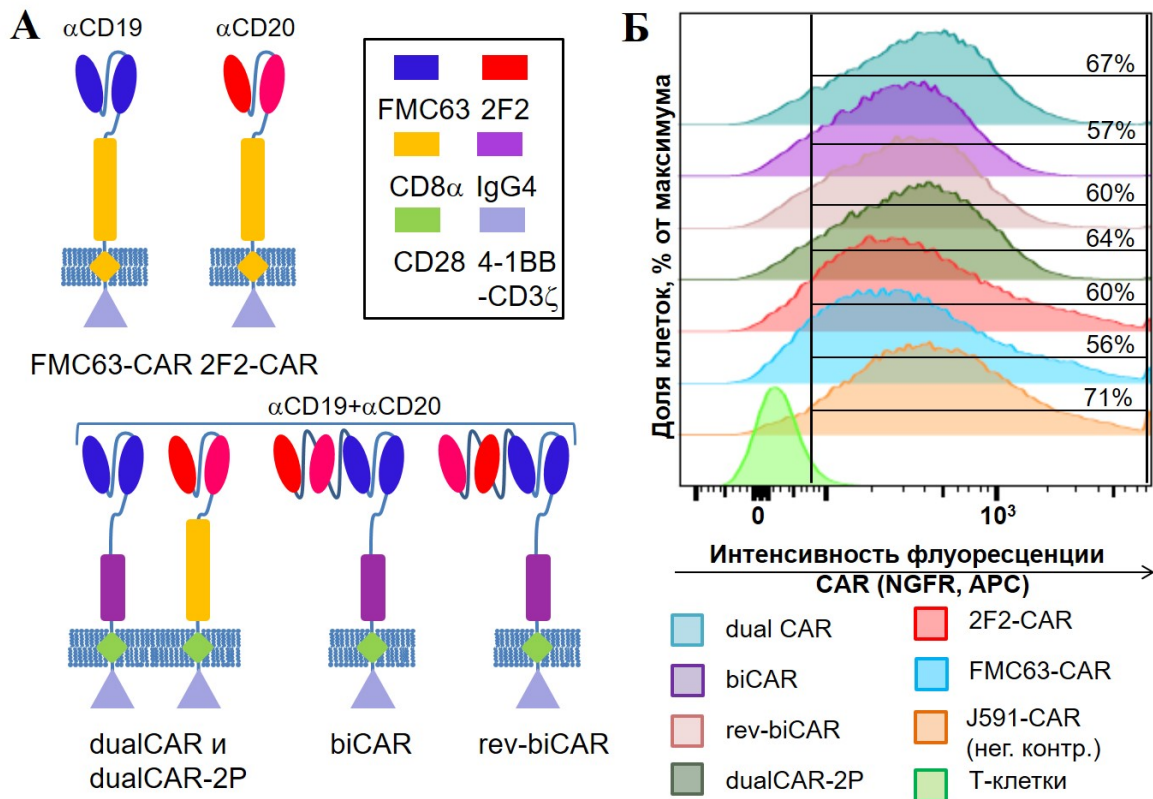 А
αCD19
αCD20
FMC63 2F2
CD8α IgG4
CD28 4-1BB
-CD3ζ
FMC63-CAR 2F2-CAR
αCD19+αCD20
dualCAR и
dualCAR-2P
biCAR
rev-biCAR
Б
Доля клеток, % от максимума
67%
57%
60%
64%
60%
56%
71%
0
10³
Интенсивность флуоресценции
CAR (NGFR, APC)
dual CAR
biCAR
rev-biCAR
dualCAR-2P
2F2-CAR
FMC63-CAR
J591-CAR
(нег. контр.)
Т-клетки